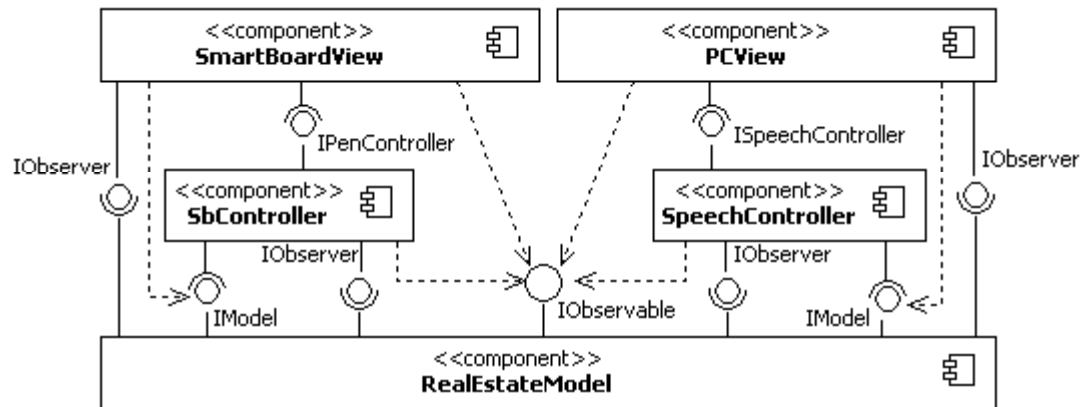 <<component>>
SmartBoardView
<<component>>
PCView
IPenController
ISpeechController
IObserver
IObserver
<<component>>
SbController
<<component>>
SpeechController
IObserver
IObserver
IModel
IObservable
IModel
<<component>>
RealEstateModel